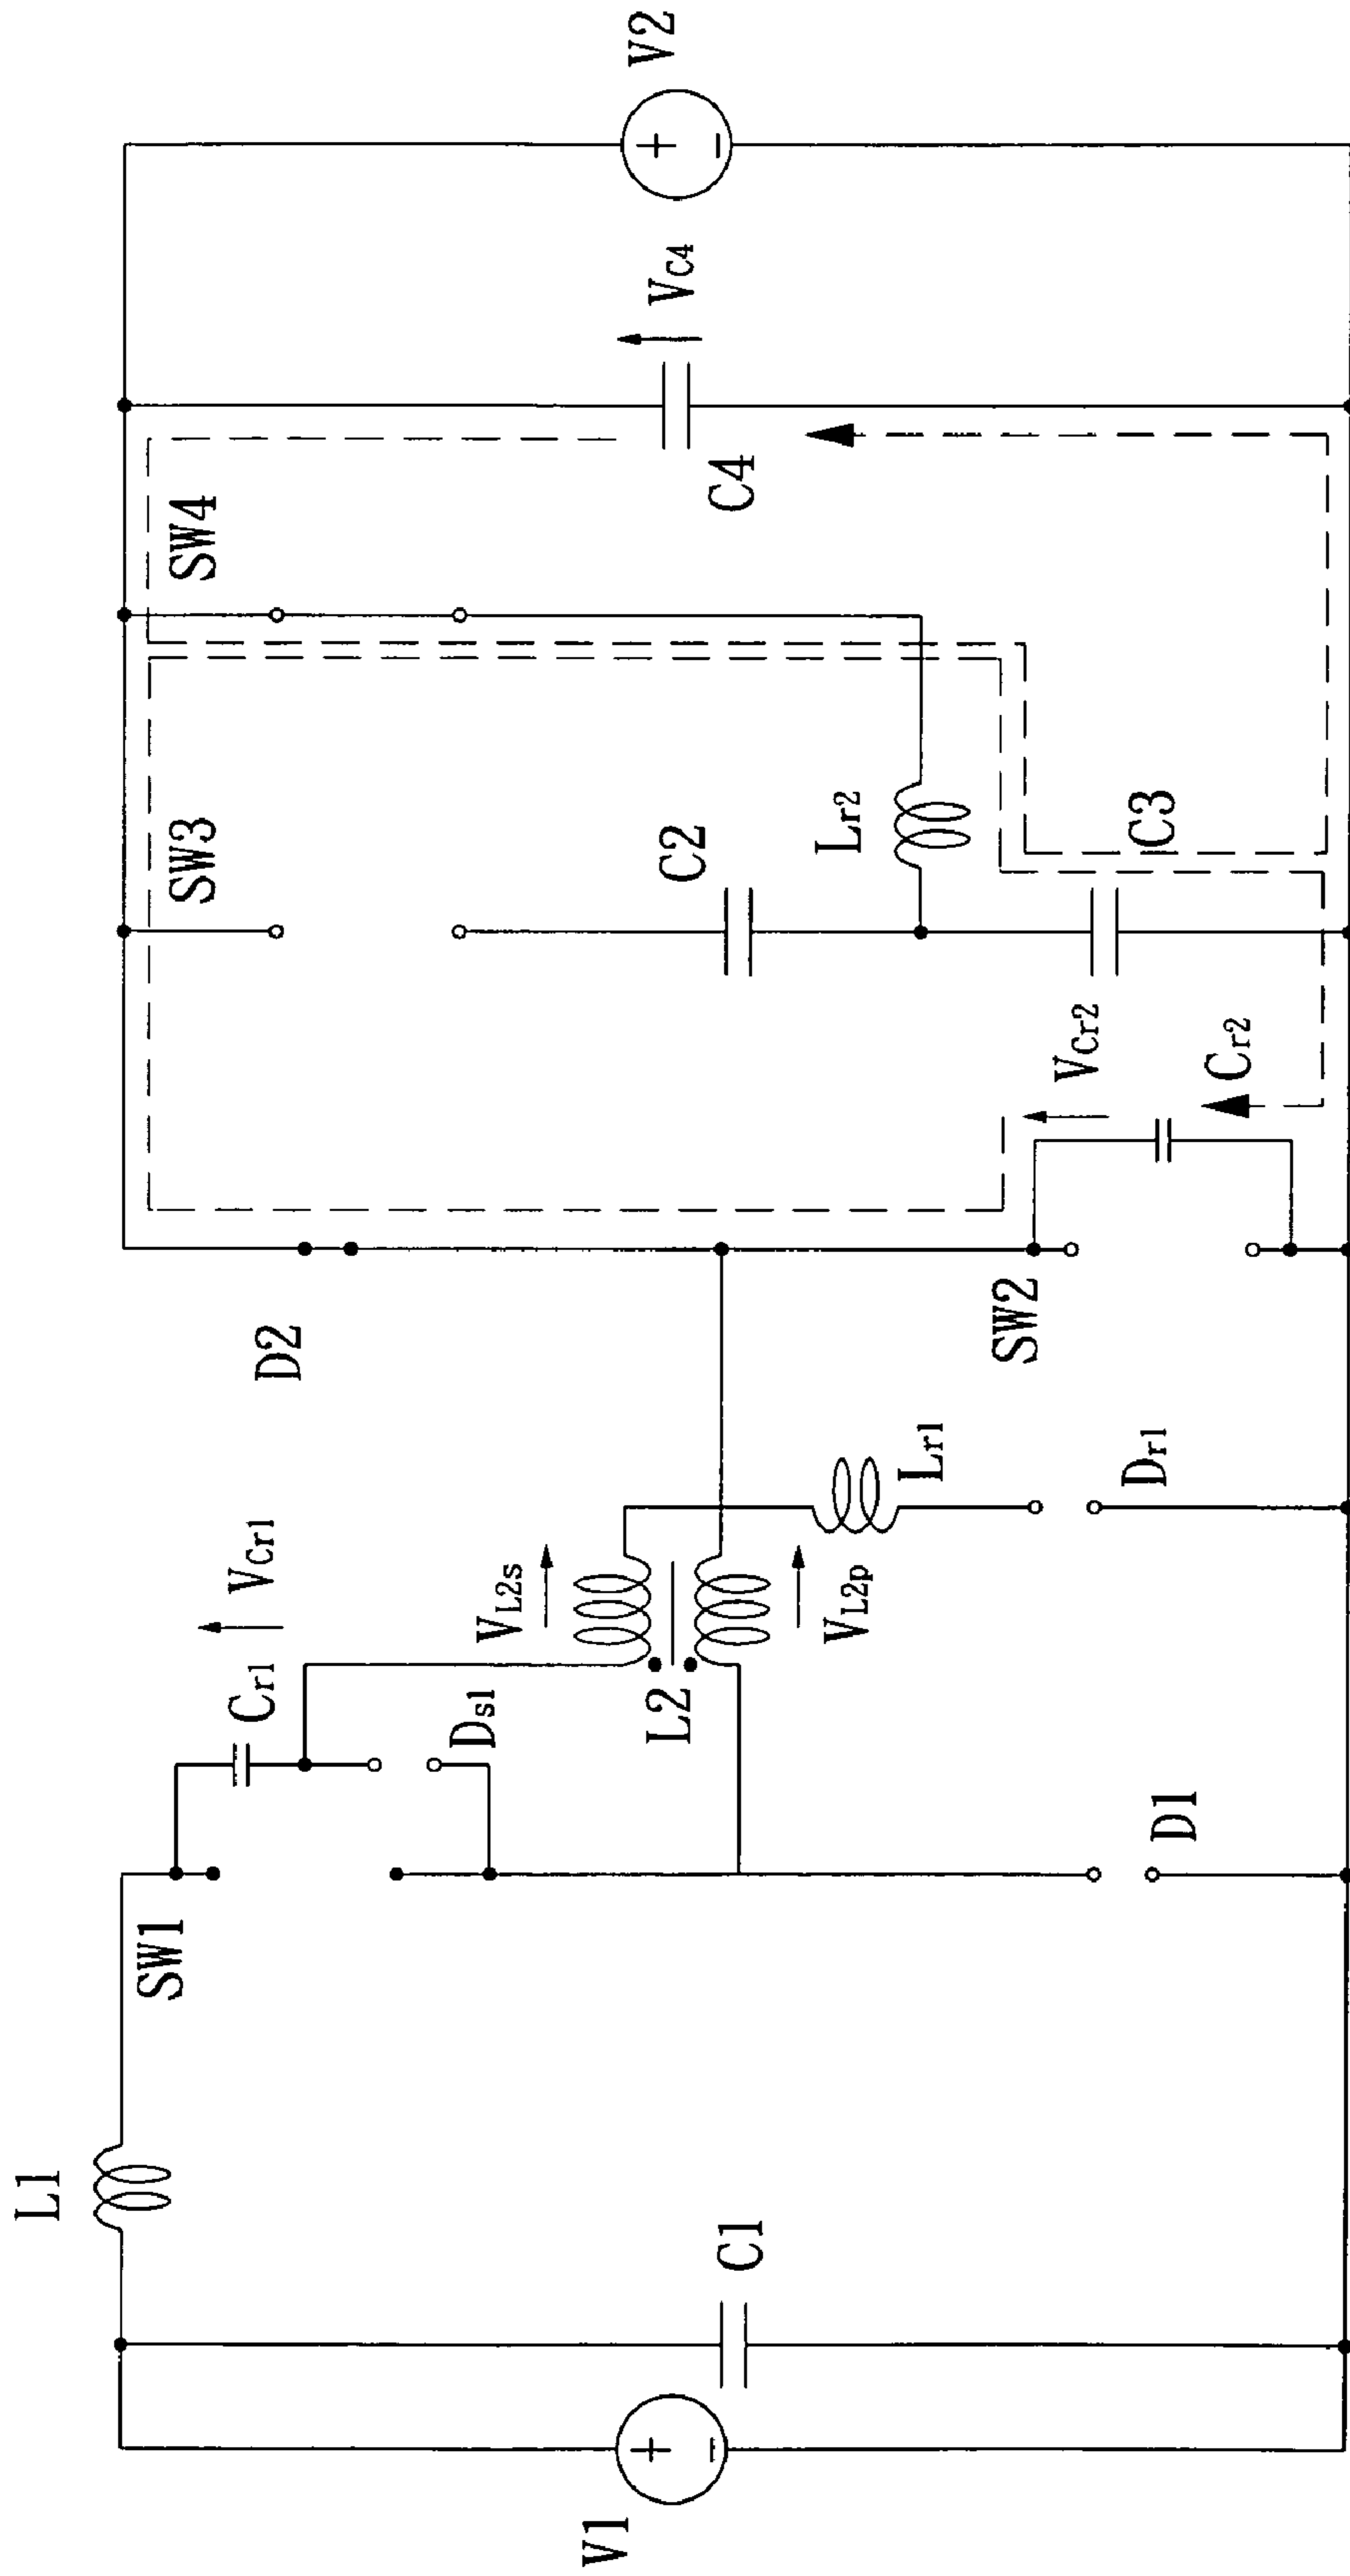 L1
V1
+
-
C1
SW1
Cr1
VCr1
Ds1
D1
L2
VL2s
VL2p
Lr1
Dr1
D2
SW2
Cr2
VCr2
SW3
C2
Lr2
C3
SW4
C4
VC4
V2
+
-